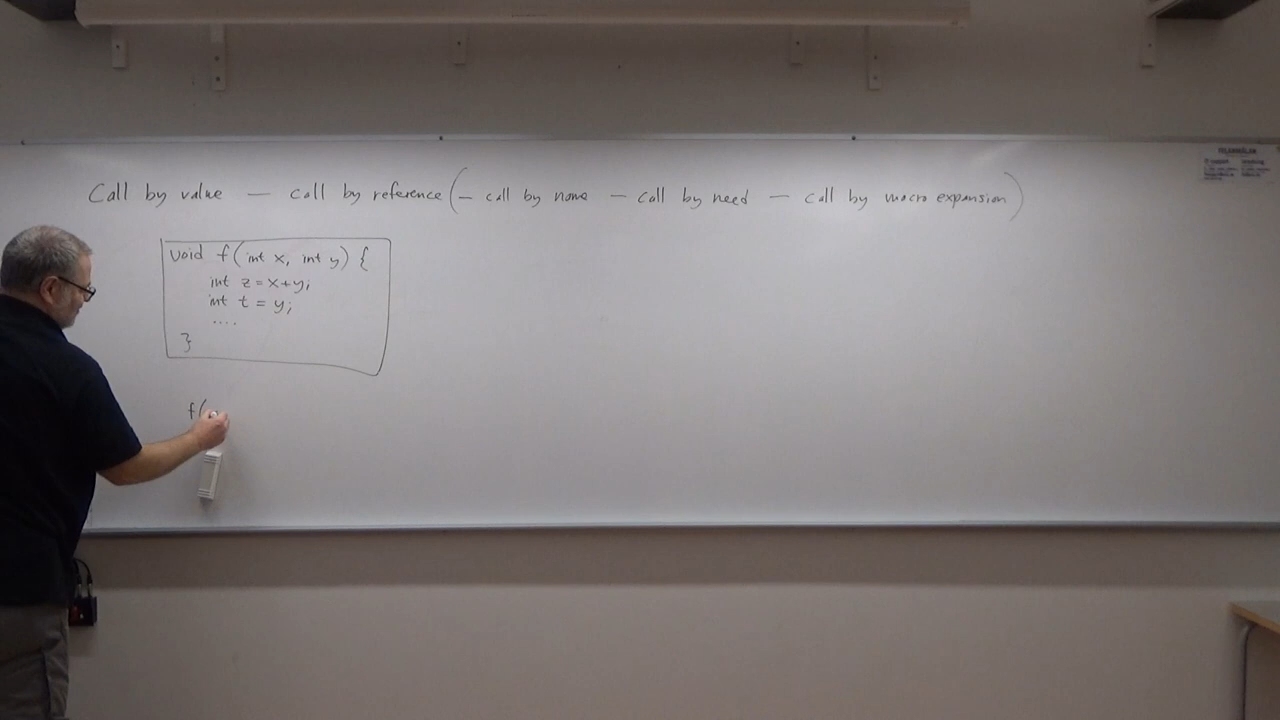 Call by value — call by reference (— call by name — call by need — call by macro expansion)
void f(int x, int y) {
int z = x+y;
int t = y;
....
}
f(